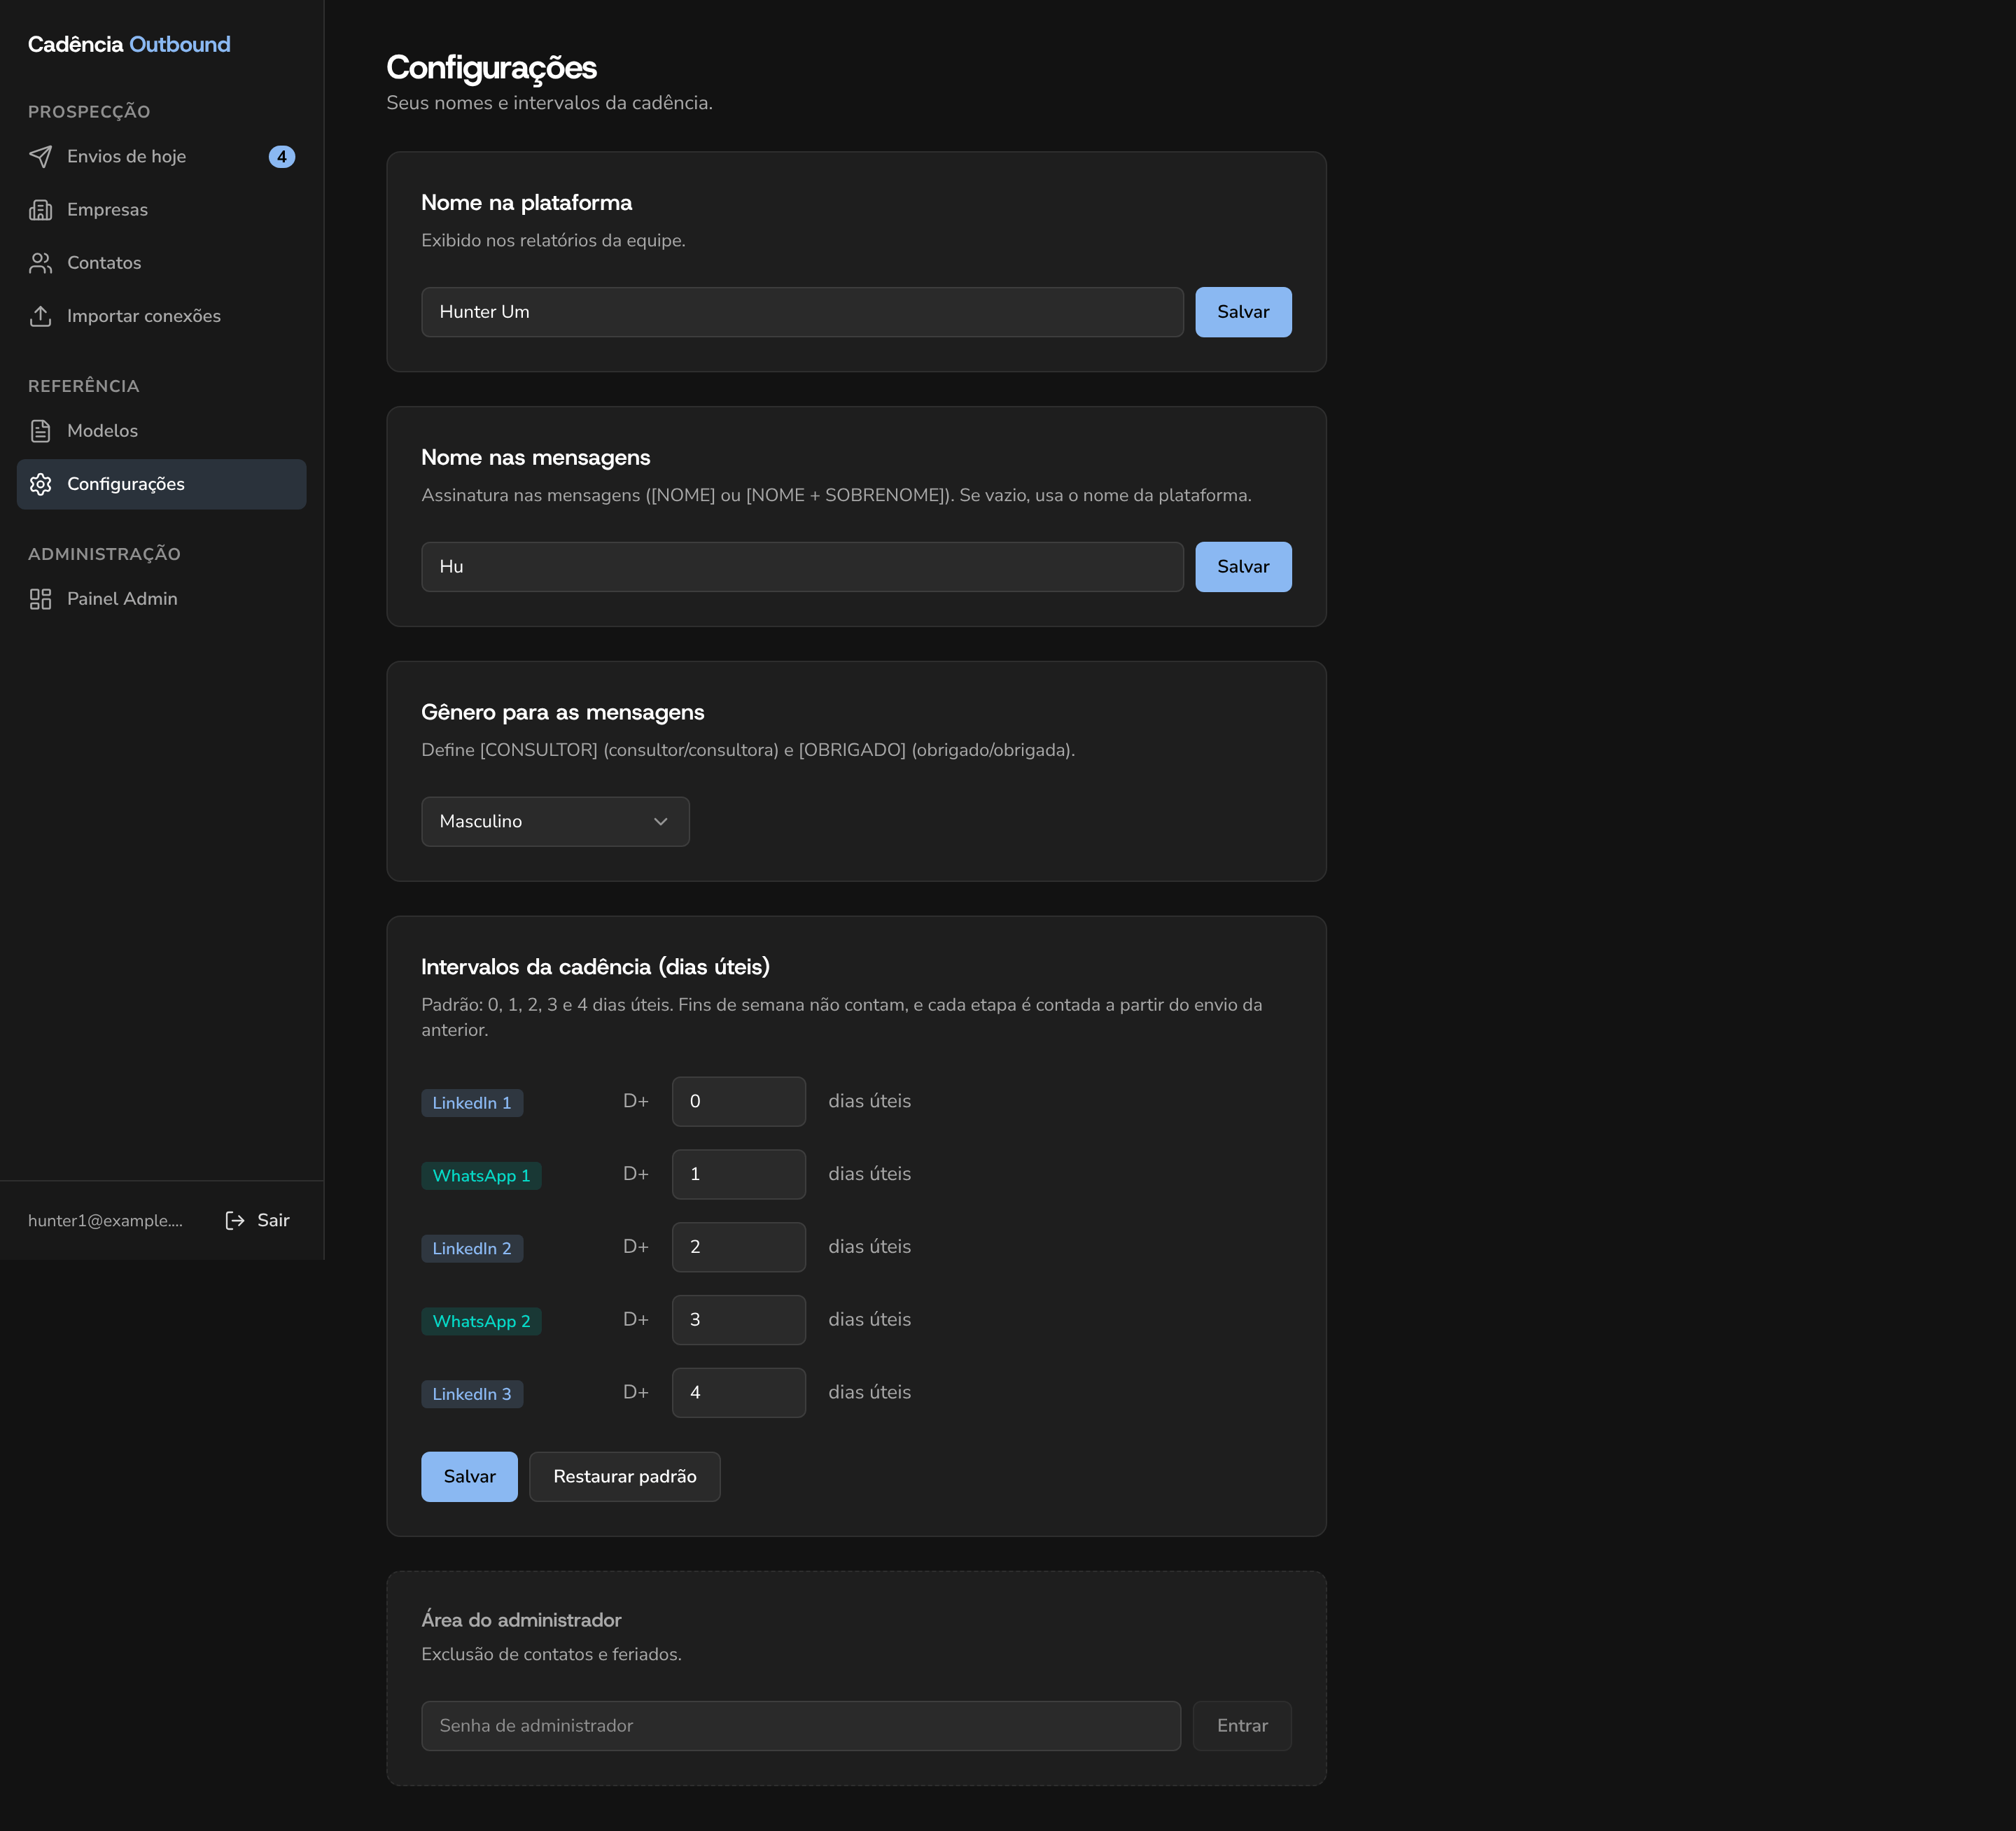 Cadência Outbound
PROSPECÇÃO
Envios de hoje 4
Empresas
Contatos
Importar conexões
REFERÊNCIA
Modelos
Configurações
ADMINISTRAÇÃO
Painel Admin
hunter1@example.... Sair
Configurações
Seus nomes e intervalos da cadência.
Nome na plataforma
Exibido nos relatórios da equipe.
Hunter Um Salvar
Nome nas mensagens
Assinatura nas mensagens ([NOME] ou [NOME + SOBRENOME]). Se vazio, usa o nome da plataforma.
Hu Salvar
Gênero para as mensagens
Define [CONSULTOR] (consultor/consultora) e [OBRIGADO] (obrigado/obrigada).
Masculino
Intervalos da cadência (dias úteis)
Padrão: 0, 1, 2, 3 e 4 dias úteis. Fins de semana não contam, e cada etapa é contada a partir do envio da
anterior.
LinkedIn 1 D+ 0 dias úteis
WhatsApp 1 D+ 1 dias úteis
LinkedIn 2 D+ 2 dias úteis
WhatsApp 2 D+ 3 dias úteis
LinkedIn 3 D+ 4 dias úteis
Salvar Restaurar padrão
Área do administrador
Exclusão de contatos e feriados.
Senha de administrador Entrar